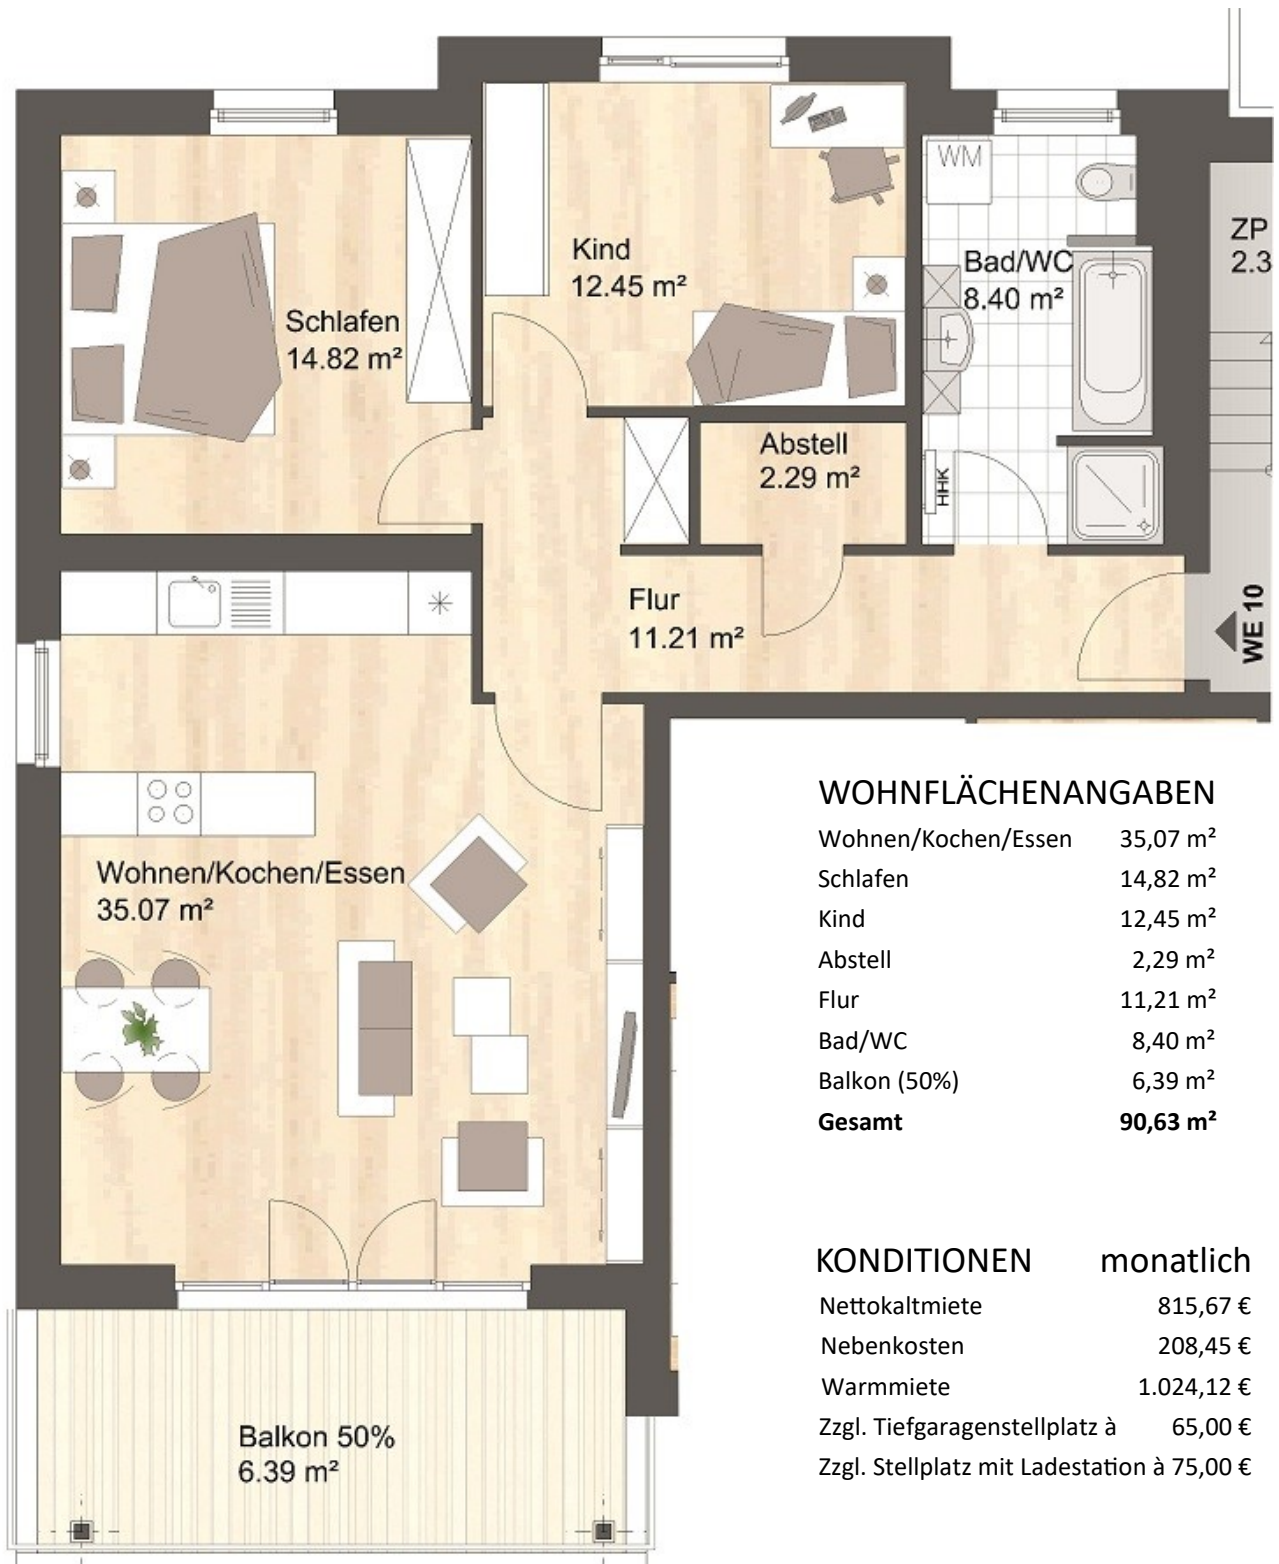 WM
ZP
2.3
Kind
12.45 m²
Bad/WC
8.40 m²
Schlafen
14.82 m²
Abstell
2.29 m²
HHK
Flur
11.21 m²
WE 10
WOHNFLÄCHENANGABEN
Wohnen/Kochen/Essen 35,07 m²
Schlafen 14,82 m²
Kind 12,45 m²
Abstell 2,29 m²
Flur 11,21 m²
Bad/WC 8,40 m²
Balkon (50%) 6,39 m²
Gesamt 90,63 m²
Wohnen/Kochen/Essen
35.07 m²
KONDITIONEN monatlich
Nettokaltmiete 815,67 €
Nebenkosten 208,45 €
Warmmiete 1.024,12 €
Zzgl. Tiefgaragenstellplatz à 65,00 €
Zzgl. Stellplatz mit Ladestation à 75,00 €
Balkon 50%
6.39 m²